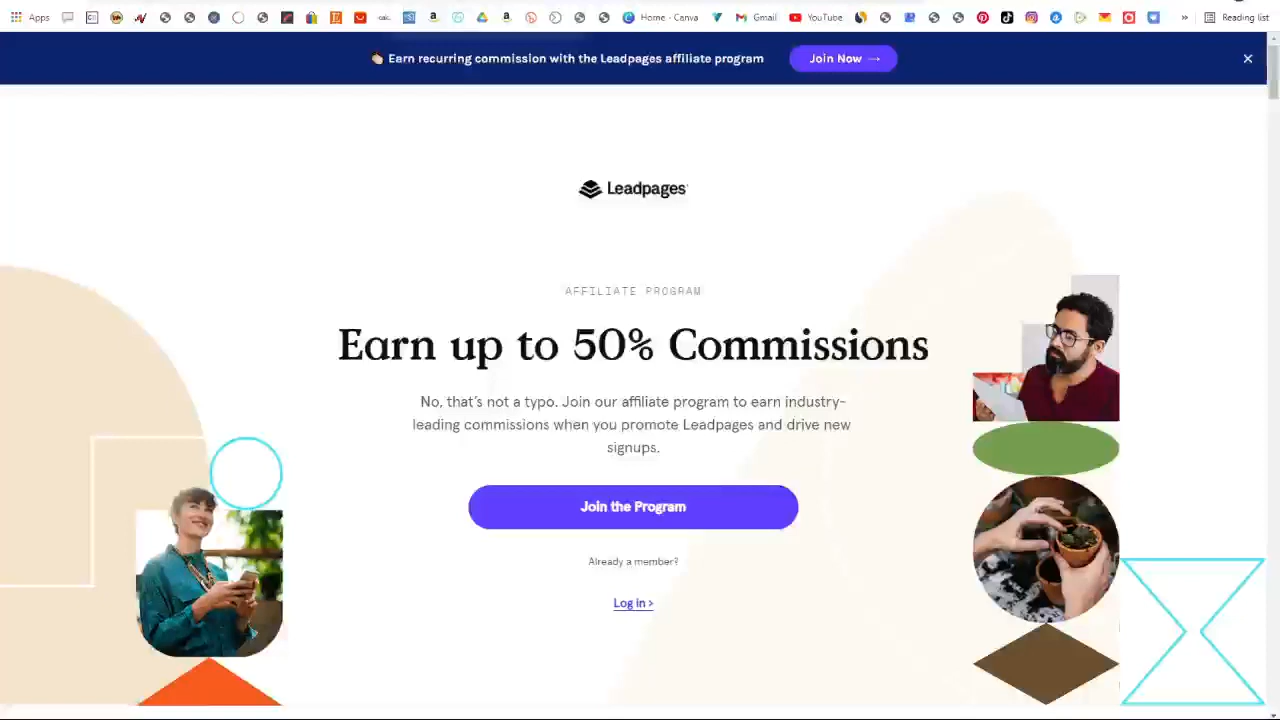 Apps
Home - Canva
Gmail
YouTube
Reading list
Earn recurring commission with the Leadpages affiliate program
Join Now →
Leadpages
AFFILIATE PROGRAM
Earn up to 50% Commissions
No, that's not a typo. Join our affiliate program to earn industry-
leading commissions when you promote Leadpages and drive new
signups.
Join the Program
Already a member?
Log in >